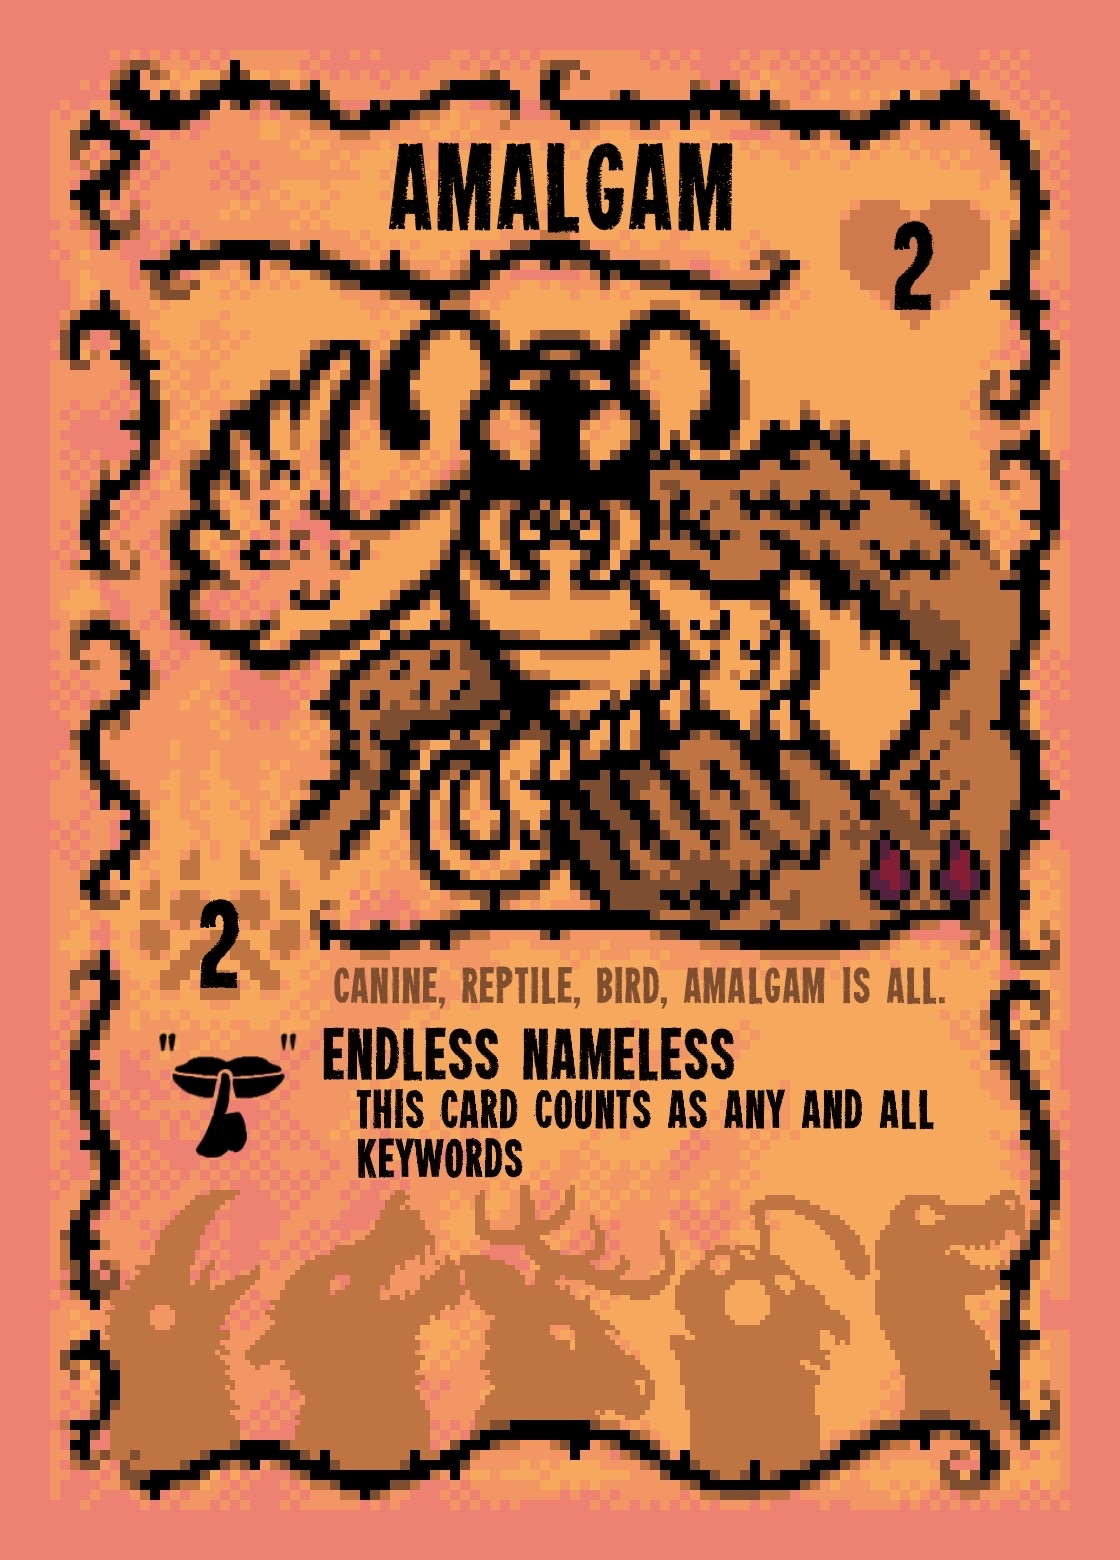 AMALGAM
2
2
CANINE, REPTILE, BIRD, AMALGAM IS ALL.
" "
ENDLESS NAMELESS
THIS CARD COUNTS AS ANY AND ALL
KEYWORDS